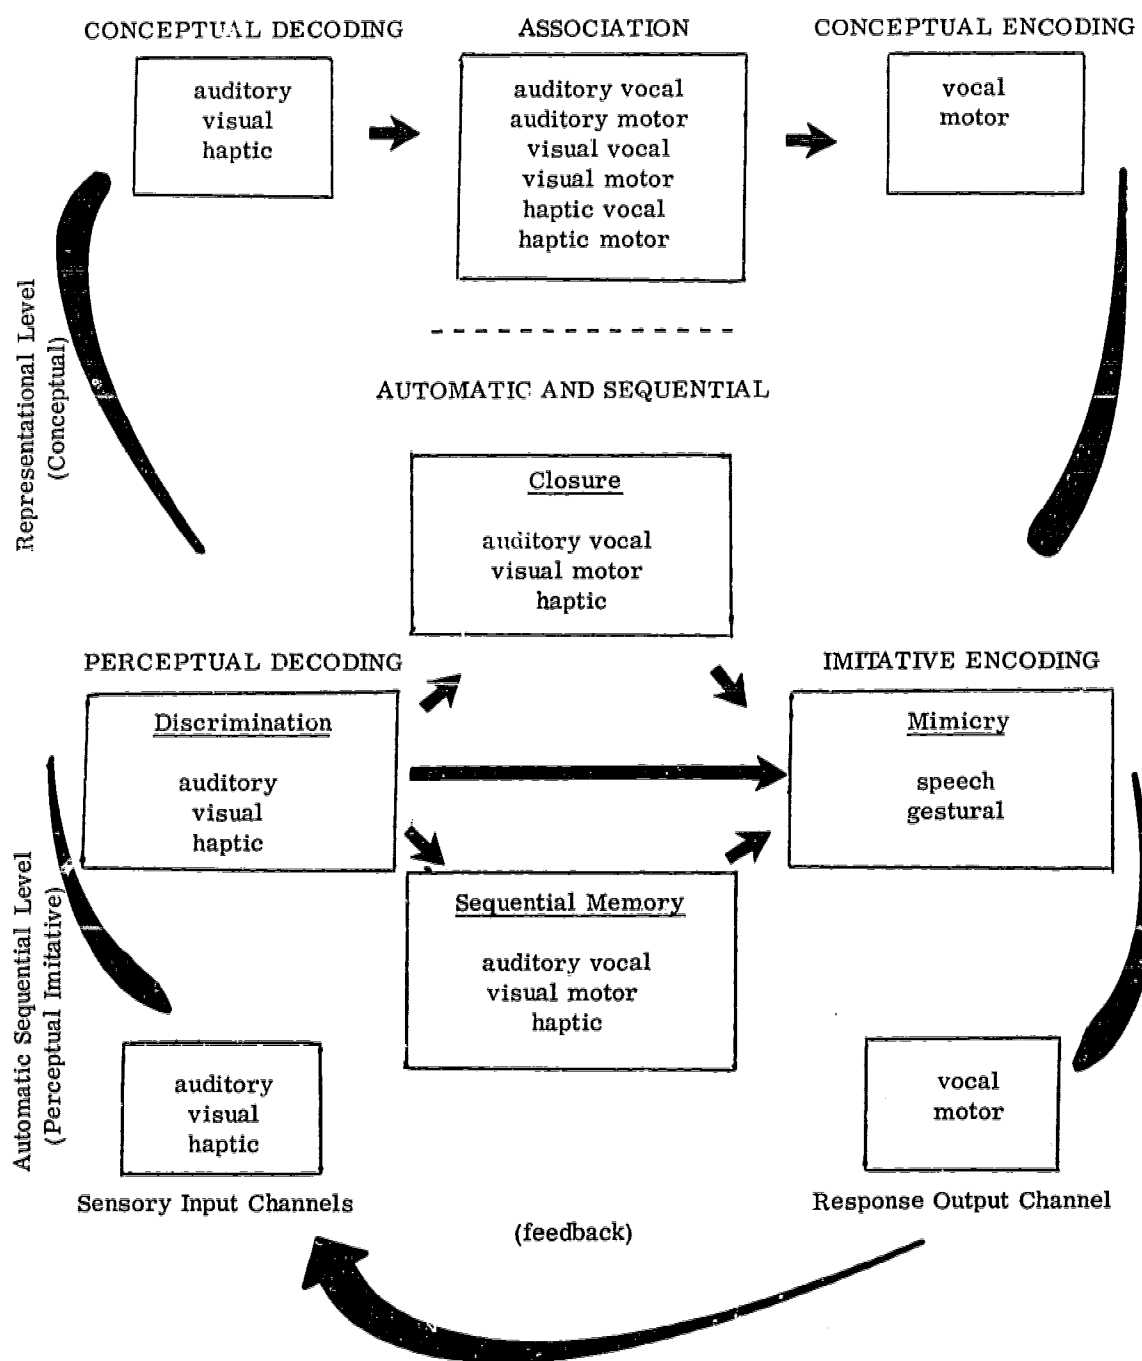 CONCEPTUAL DECODING
auditory
visual
haptic
ASSOCIATION
auditory vocal
auditory motor
visual vocal
visual motor
haptic vocal
haptic motor
CONCEPTUAL ENCODING
vocal
motor
Representational Level
(Conceptual)
AUTOMATIC AND SEQUENTIAL
Closure
auditory vocal
visual motor
haptic
PERCEPTUAL DECODING
Discrimination
auditory
visual
haptic
IMITATIVE ENCODING
Mimicry
speech
gestural
Sequential Memory
auditory vocal
visual motor
haptic
Automatic Sequential Level
(Perceptual Imitative)
auditory
visual
haptic
Sensory Input Channels
vocal
motor
Response Output Channel
(feedback)